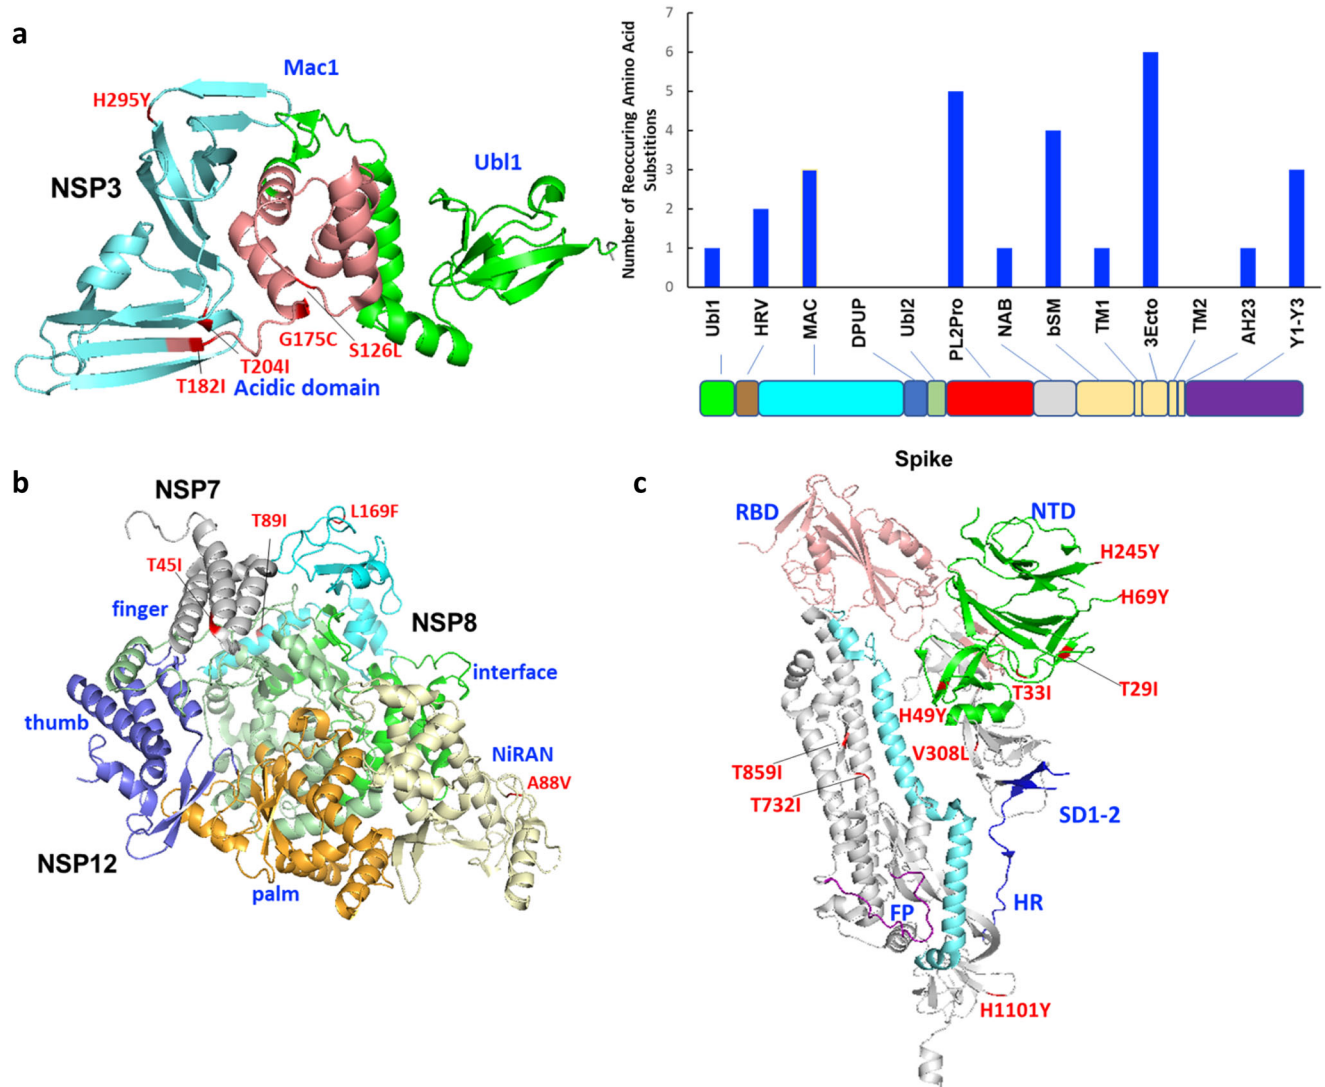 a
Mac1
H295Y
NSP3
Ubl1
G175C
S126L
T204I
T182I
Acidic domain
Number of Reoccuring Amino Acid
Substitutions
7
6
5
4
3
2
1
0
Ubl1
HRV
MAC
DPUP
Ubl2
PL2Pro
NAB
bSM
TM1
3Ecto
TM2
AH23
Y1-Y3
b
NSP7
T89I
L169F
T45I
finger
NSP8
interface
thumb
NiRAN
A88V
NSP12
palm
c
Spike
RBD
NTD
H245Y
H69Y
T33I
T29I
H49Y
V308L
T859I
T732I
SD1-2
FP
HR
H1101Y